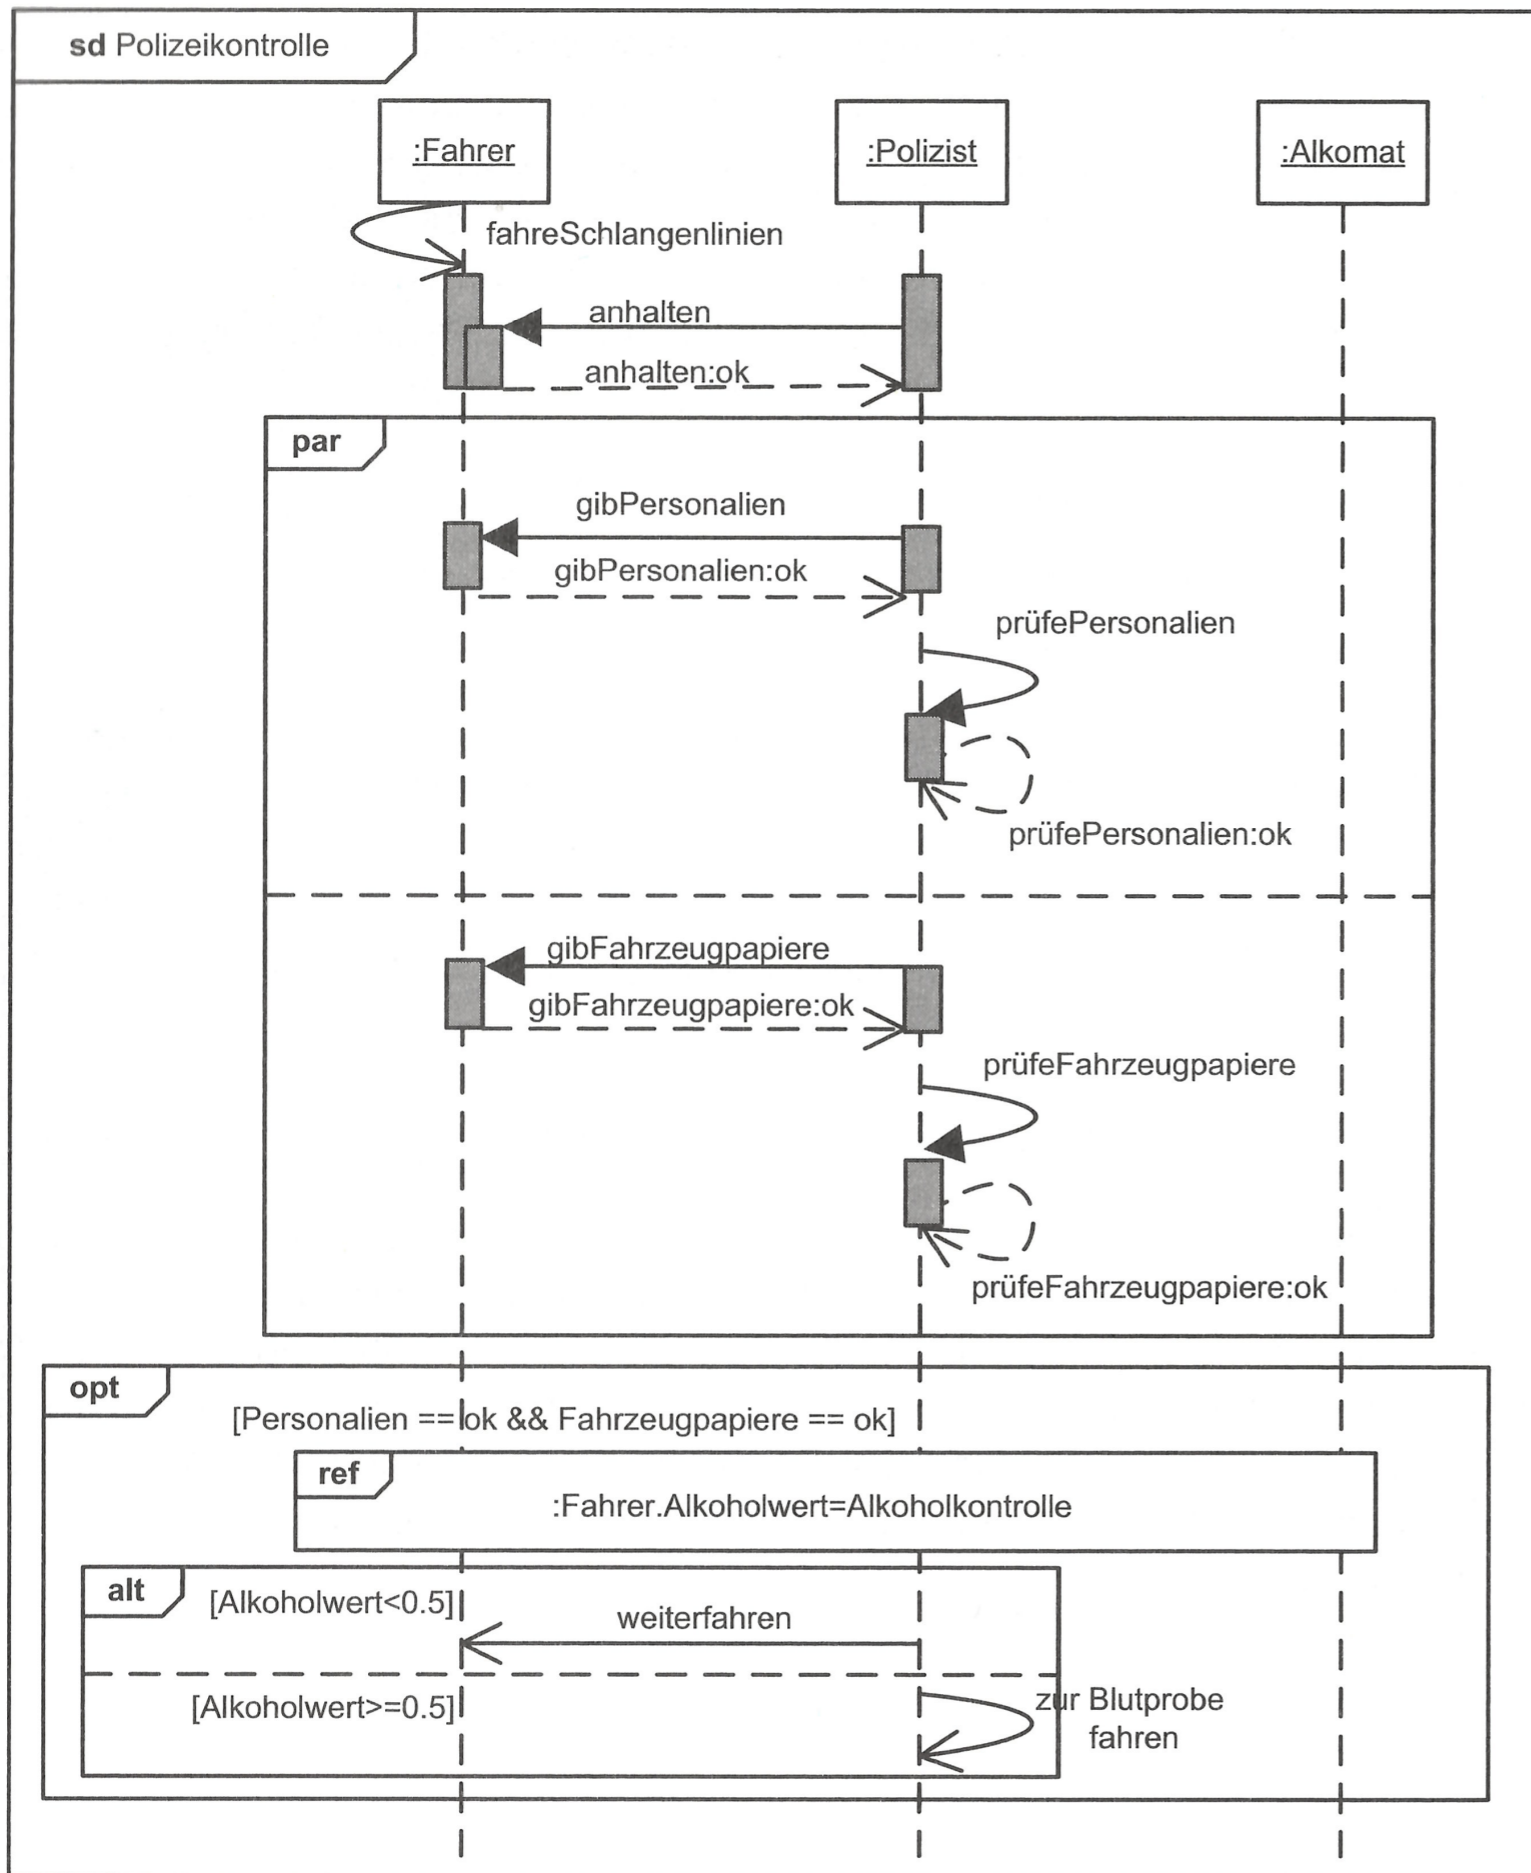 sd Polizeikontrolle
:Fahrer
:Polizist
:Alkomat
fahreSchlangenlinien
anhalten
anhalten:ok
par
gibPersonalien
gibPersonalien:ok
prüfePersonalien
prüfePersonalien:ok
gibFahrzeugpapiere
gibFahrzeugpapiere:ok
prüfeFahrzeugpapiere
prüfeFahrzeugpapiere:ok
opt
[Personalien == ok && Fahrzeugpapiere == ok]
ref
:Fahrer.Alkoholwert=Alkoholkontrolle
alt
[Alkoholwert<0.5]
weiterfahren
[Alkoholwert>=0.5]
zur Blutprobe
fahren